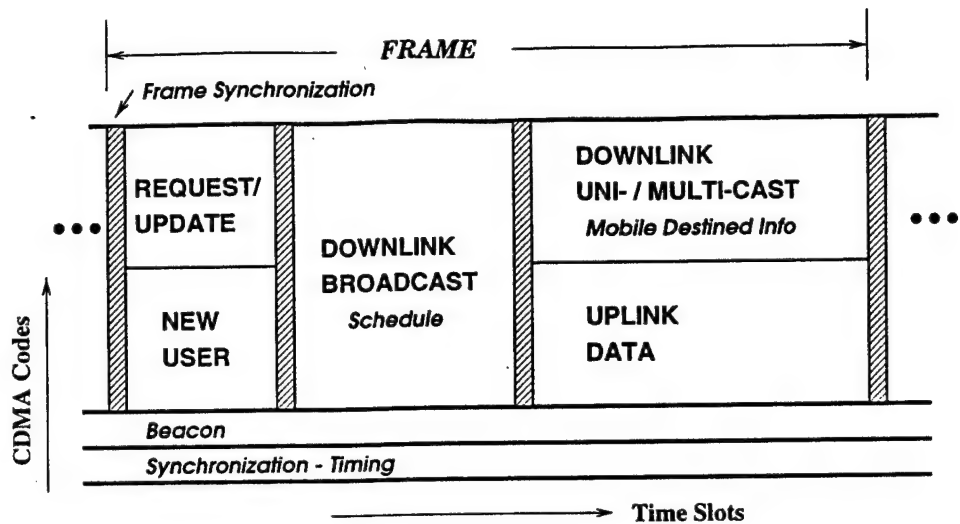 FRAME
Frame Synchronization
REQUEST/
UPDATE
NEW
USER
DOWNLINK
BROADCAST
Schedule
DOWNLINK
UNI- / MULTI-CAST
Mobile Destined Info
UPLINK
DATA
Beacon
Synchronization - Timing
CDMA Codes
Time Slots